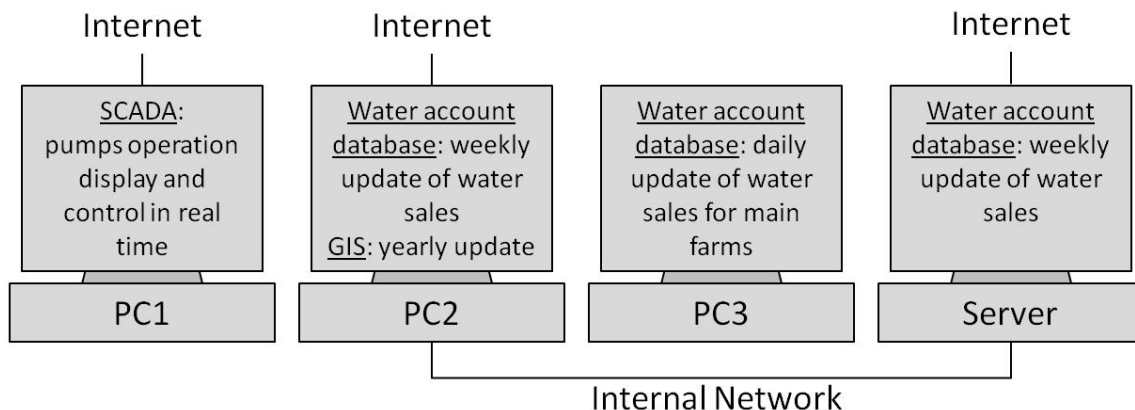 Internet
Internet
Internet
SCADA:
pumps operation
display and
control in real
time
PC1
Water account
database: weekly
update of water
sales
GIS: yearly update
PC2
Water account
database: daily
update of water
sales for main
farms
PC3
Water account
database: weekly
update of water
sales
Server
Internal Network